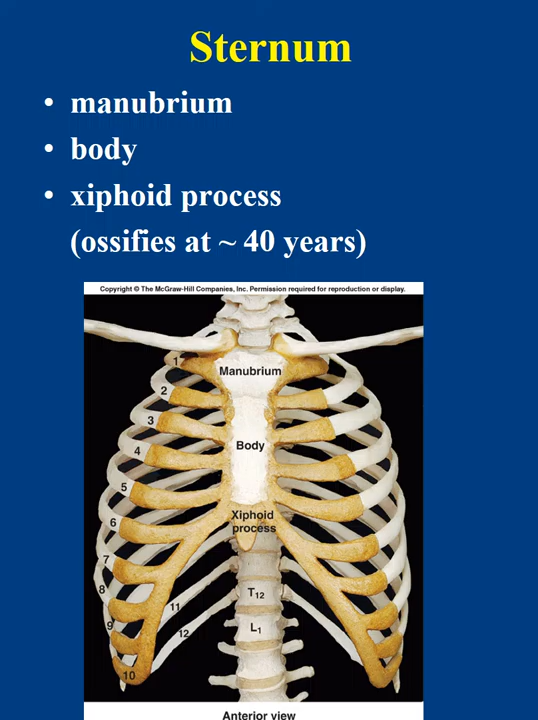 Sternum
• manubrium
• body
• xiphoid process
(ossifies at ~ 40 years)
Copyright © The McGraw-Hill Companies, Inc. Permission required for reproduction or display.
1
Manubrium
2
3
4
Body
5
6
Xiphoid
process
7
8
T12
11
9
L1
12
10
Anterior view